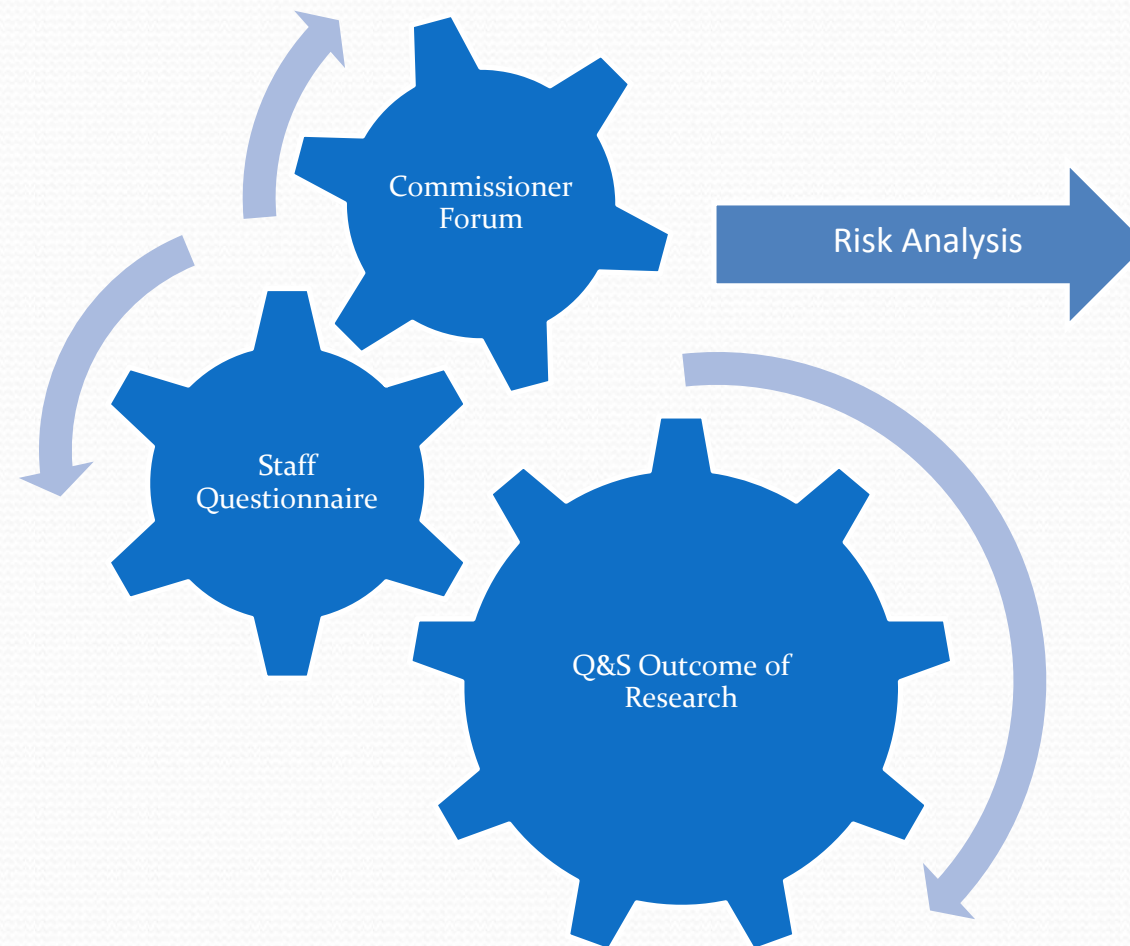 Commissioner
Forum
Risk Analysis
Staff
Questionnaire
Q&S Outcome of
Research